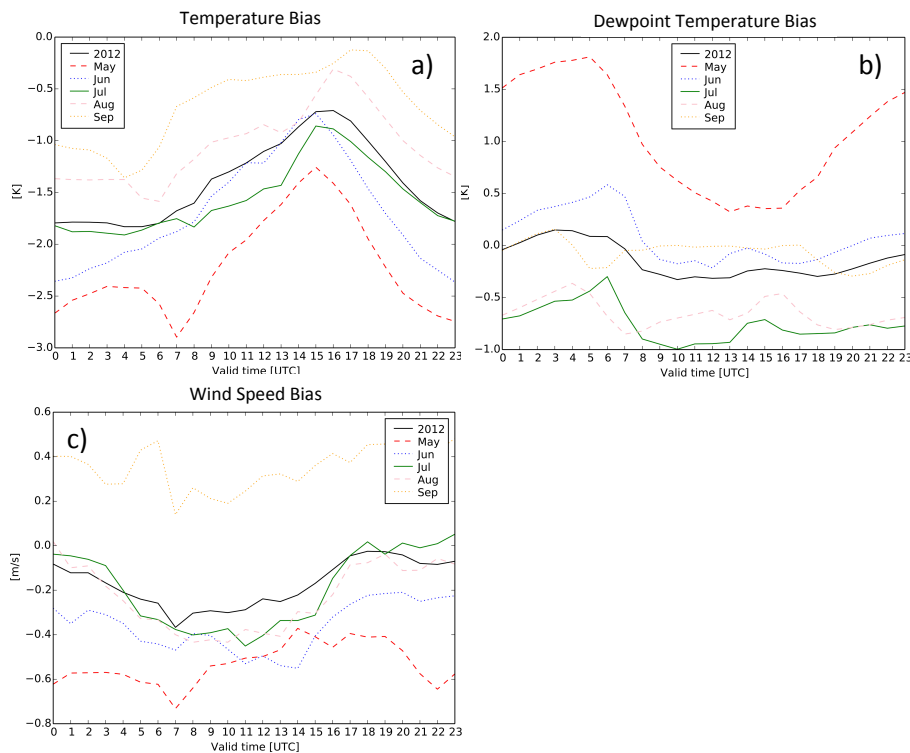 Temperature Bias
a)
2012
May
Jun
Jul
Aug
Sep
0.0
−0.5
−1.0
−1.5
−2.0
−2.5
−3.0
[K]
0 1 2 3 4 5 6 7 8 9 10 11 12 13 14 15 16 17 18 19 20 21 22 23
Valid time [UTC]
Dewpoint Temperature Bias
b)
2012
May
Jun
Jul
Aug
Sep
2.0
1.5
1.0
0.5
0.0
−0.5
−1.0
[K]
0 1 2 3 4 5 6 7 8 9 10 11 12 13 14 15 16 17 18 19 20 21 22 23
Valid time [UTC]
Wind Speed Bias
c)
2012
May
Jun
Jul
Aug
Sep
0.6
0.4
0.2
0.0
−0.2
−0.4
−0.6
−0.8
[m/s]
0 1 2 3 4 5 6 7 8 9 10 11 12 13 14 15 16 17 18 19 20 21 22 23
Valid time [UTC]